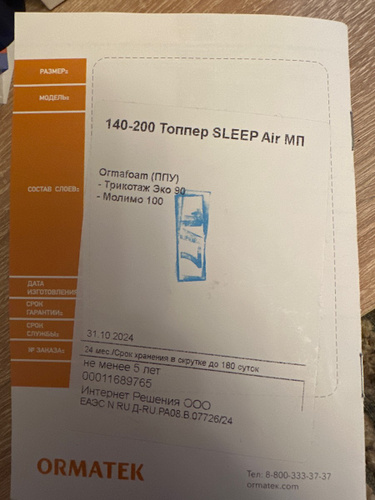 РАЗМЕР:
МОДЕЛЬ:
140-200 Топпер SLEEP Air МП
Ormafoam (ППУ)
- Трикотаж Эко 90
- Молимо 100
СОСТАВ СЛОЕВ:
ДАТА
ИЗГОТОВЛЕНИЯ:
31.10.2024
СРОК
ГАРАНТИИ:
24 мес./Срок хранения в скрутке до 180 суток
СРОК
СЛУЖБЫ:
не менее 5 лет
№ ЗАКАЗА:
00011689765
Интернет Решения ООО
ЕАЭС N RU Д-RU.РА08.В.07726/24
ORMATEK
Тел: 8-800-333-37-37
ormatek.com